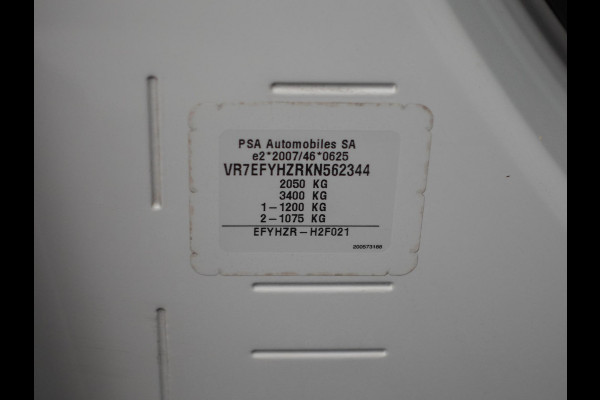 PSA Automobiles SA
e2*2007/46*0625
VR7EFYHZRKN562344
2050 KG
3400 KG
1-1200 KG
2-1075 KG
EFYHZR-H2F021
200573166